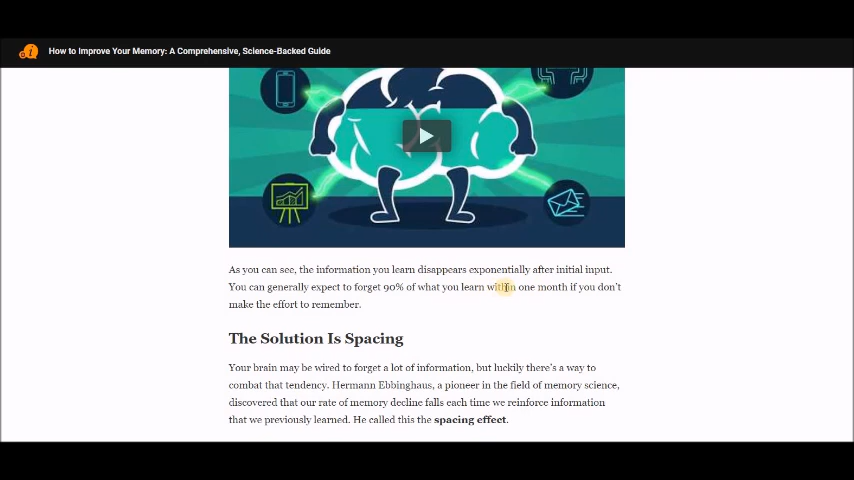 How to Improve Your Memory: A Comprehensive, Science-Backed Guide
As you can see, the information you learn disappears exponentially after initial input.
You can generally expect to forget 90% of what you learn within one month if you don't
make the effort to remember.
The Solution Is Spacing
Your brain may be wired to forget a lot of information, but luckily there's a way to
combat that tendency. Hermann Ebbinghaus, a pioneer in the field of memory science,
discovered that our rate of memory decline falls each time we reinforce information
that we previously learned. He called this the spacing effect.